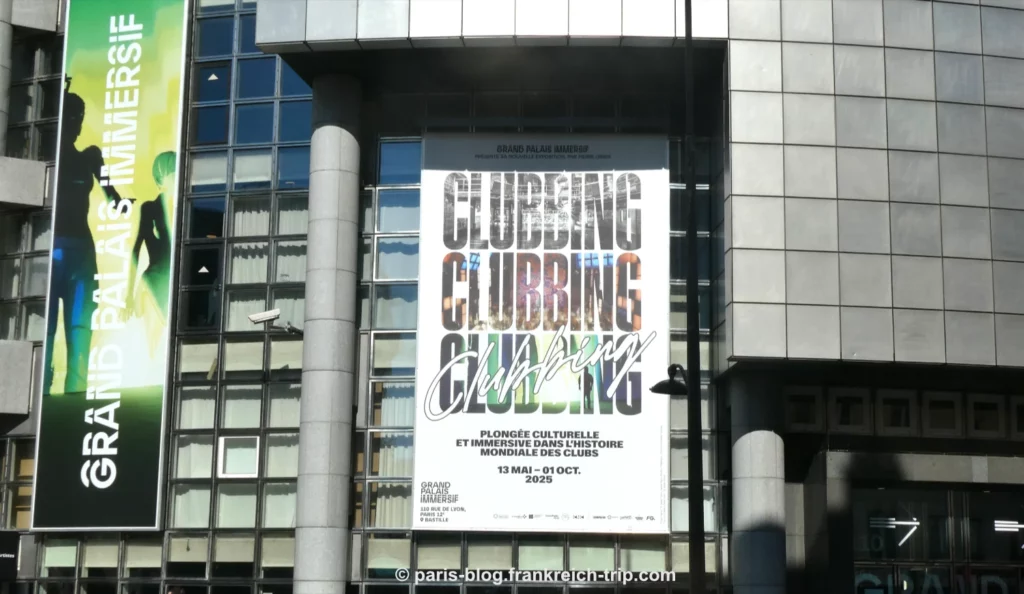 GRAND PALAIS IMMERSIF
GRAND PALAIS IMMERSIF
CLUBBING
CLUBBING
CLUBBING
Clubbing
PLONGÉE CULTURELLE
ET IMMERSIVE DANS L'HISTOIRE
MONDIALE DES CLUBS
13 MAI – 01 OCT.
2025
GRAND
PALAIS
IMMERSIF
110 RUE DE LYON,
PARIS 12ᵉ
BASTILLE
GRAND
© paris-blog.frankreich-trip.com